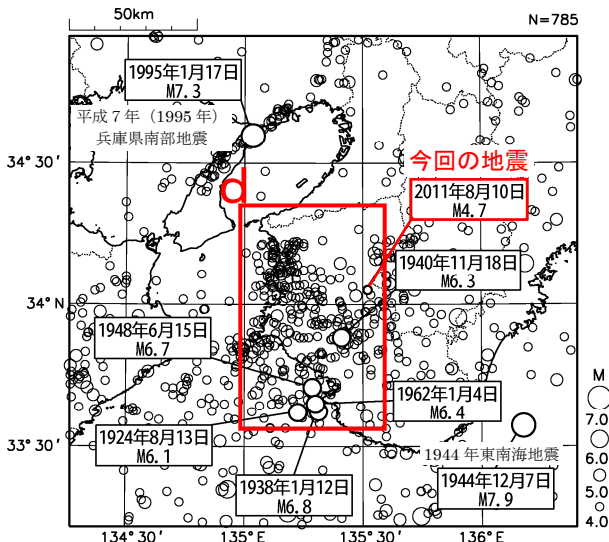 50km
N=785
1995年1月17日
M7.3
平成7年（1995年）
兵庫県南部地震
34°30′
d
今回の地震
2011年8月10日
M4.7
1940年11月18日
M6.3
34°N
1948年6月15日
M6.7
1962年1月4日
M6.4
1924年8月13日
M6.1
33°30′
1938年1月12日
M6.8
1944年東南海地震
1944年12月7日
M7.9
M
7.0
6.0
5.0
4.0
134°30′
135°E
135°30′
136°E